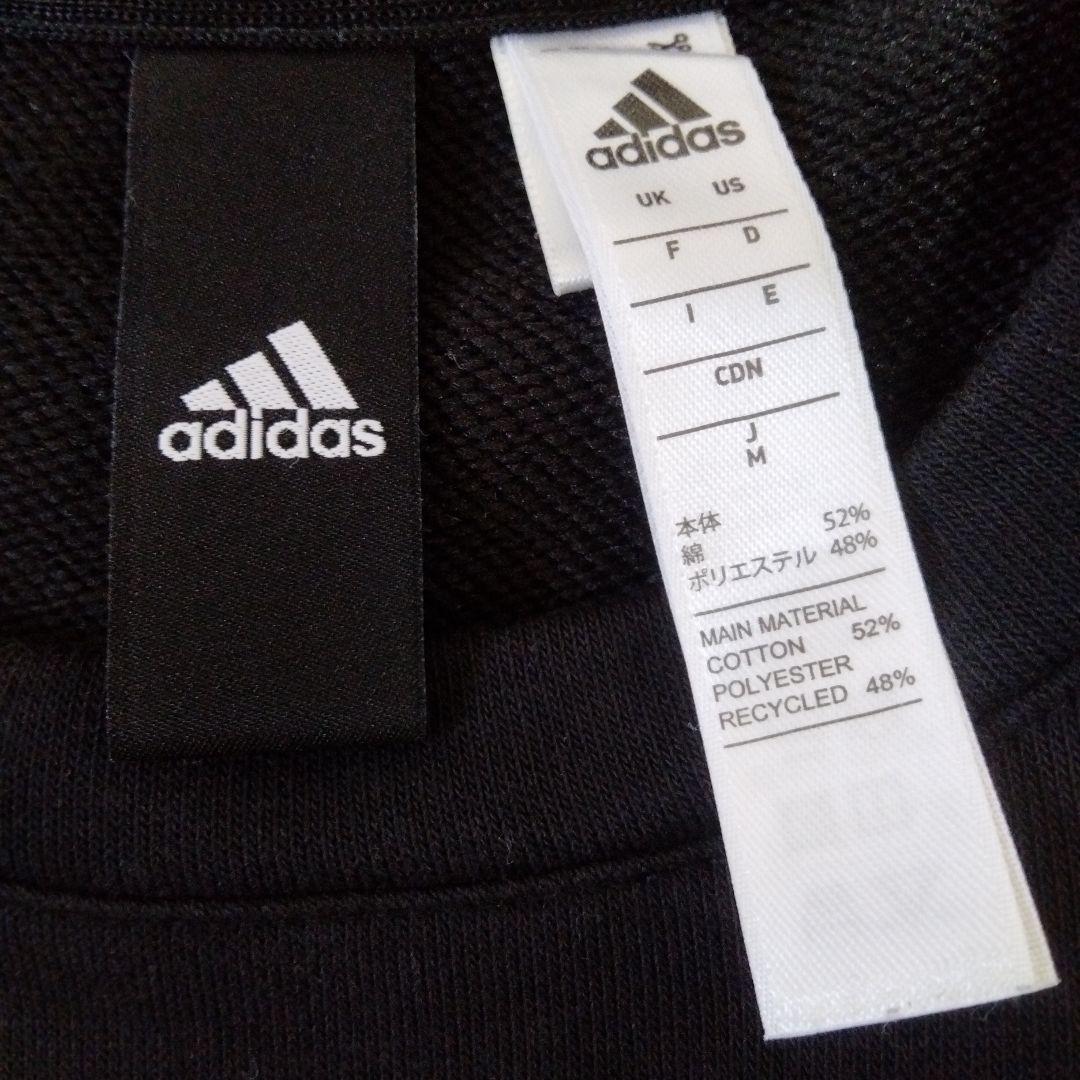 adidas
adidas
UK US
F D
I E
CDN
J
M
本体
綿 52%
ポリエステル 48%
MAIN MATERIAL
COTTON 52%
POLYESTER
RECYCLED 48%